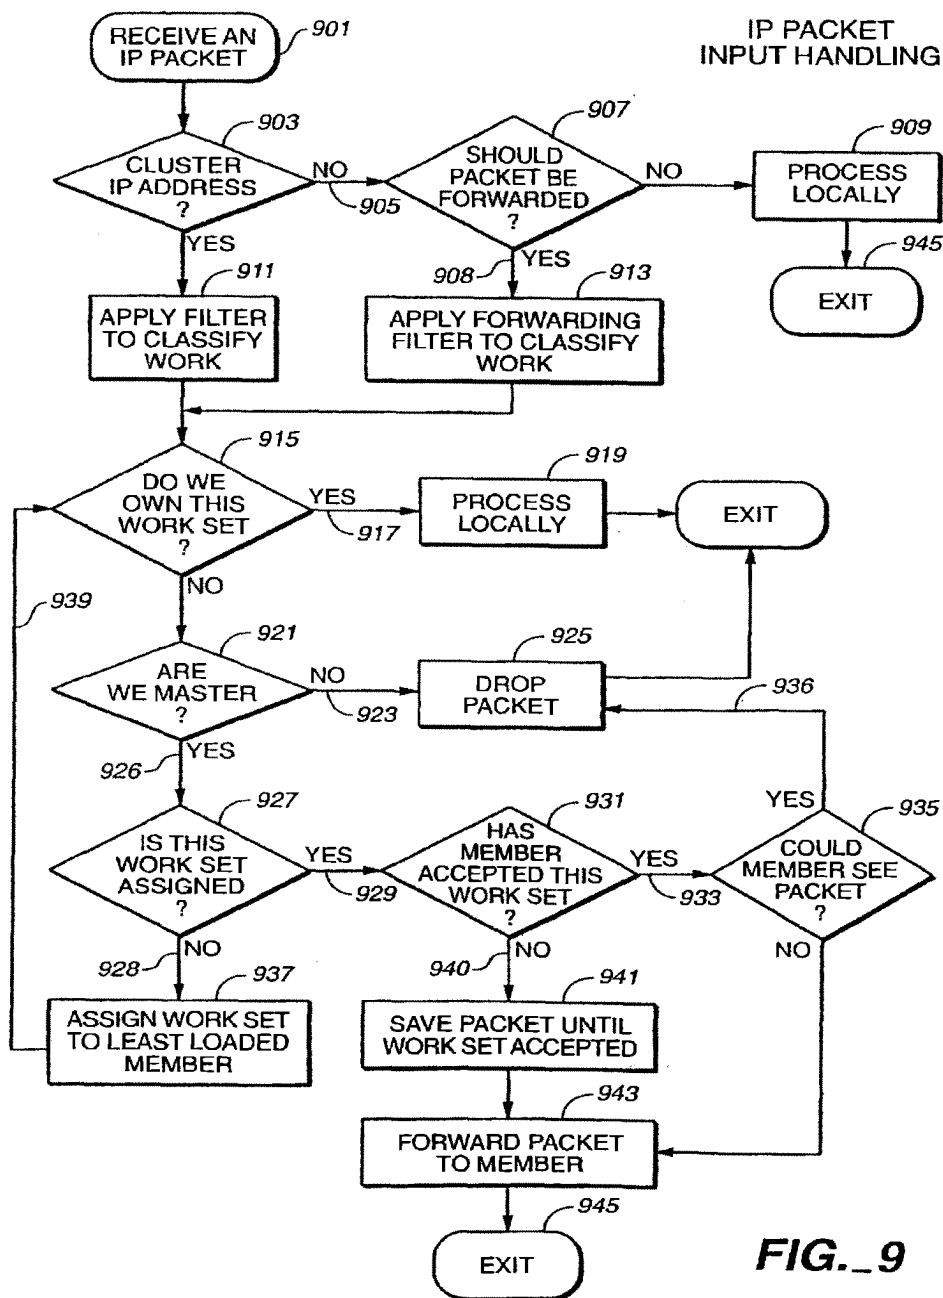 RECEIVE AN
IP PACKET
901
IP PACKET
INPUT HANDLING
903
CLUSTER
IP ADDRESS
?
NO
905
YES
907
SHOULD
PACKET BE
FORWARDED
?
NO
908
YES
909
PROCESS
LOCALLY
945
EXIT
911
APPLY FILTER
TO CLASSIFY
WORK
913
APPLY FORWARDING
FILTER TO CLASSIFY
WORK
915
DO WE
OWN THIS
WORK SET
?
YES
917
NO
919
PROCESS
LOCALLY
EXIT
939
921
ARE
WE MASTER
?
NO
923
926
YES
925
DROP
PACKET
936
927
IS THIS
WORK SET
ASSIGNED
?
YES
929
928
NO
931
HAS
MEMBER
ACCEPTED THIS
WORK SET
?
YES
933
940
NO
YES
935
COULD
MEMBER SEE
PACKET
?
NO
937
ASSIGN WORK SET
TO LEAST LOADED
MEMBER
941
SAVE PACKET UNTIL
WORK SET ACCEPTED
943
FORWARD PACKET
TO MEMBER
945
EXIT
FIG._9